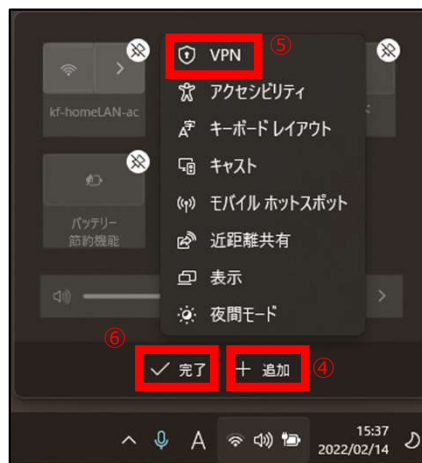 ⑤
VPN
アクセシビリティ
キーボード レイアウト
キャスト
モバイル ホットスポット
近距離共有
表示
夜間モード
kf-homeLAN-ac
バッテリー
節約機能
⑥
完了
追加
④
A
15:37
2022/02/14